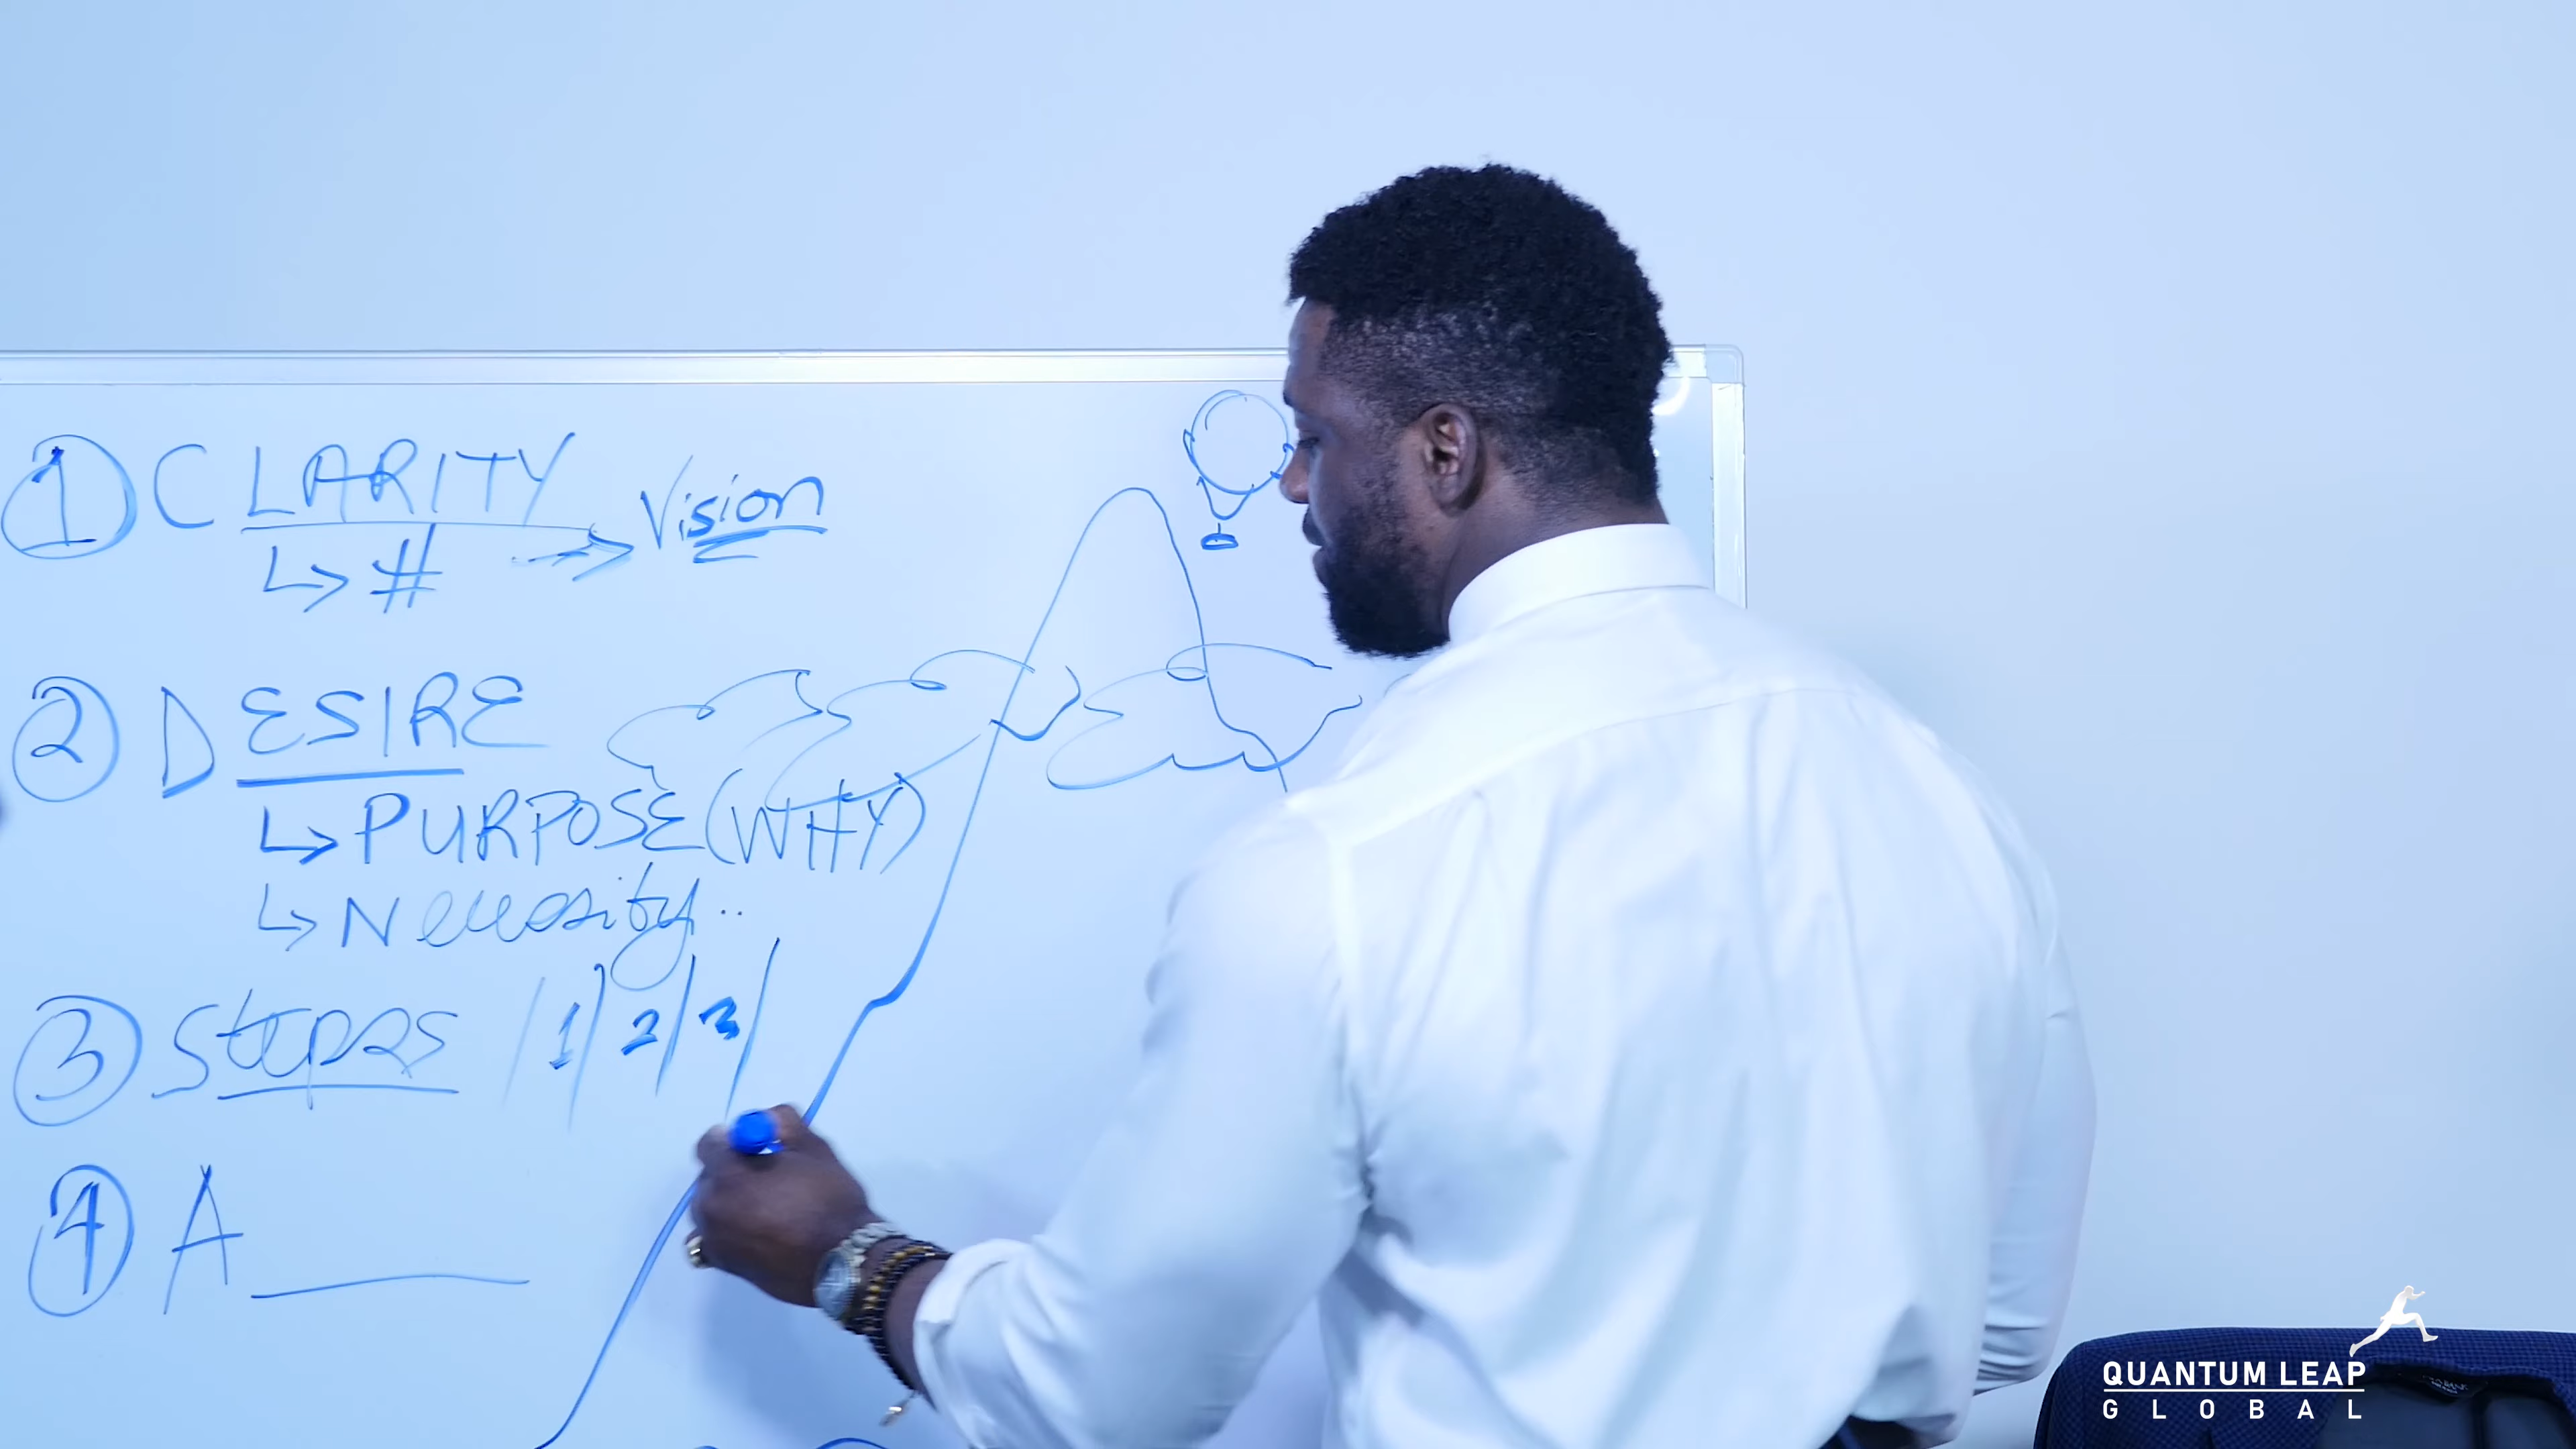 1 CLARITY
↳ # → Vision
2 DESIRE
↳ PURPOSE (WHY)
↳ Necessity..
3 Steps / 1 / 2 / 3 /
4 A
QUANTUM LEAP
GLOBAL